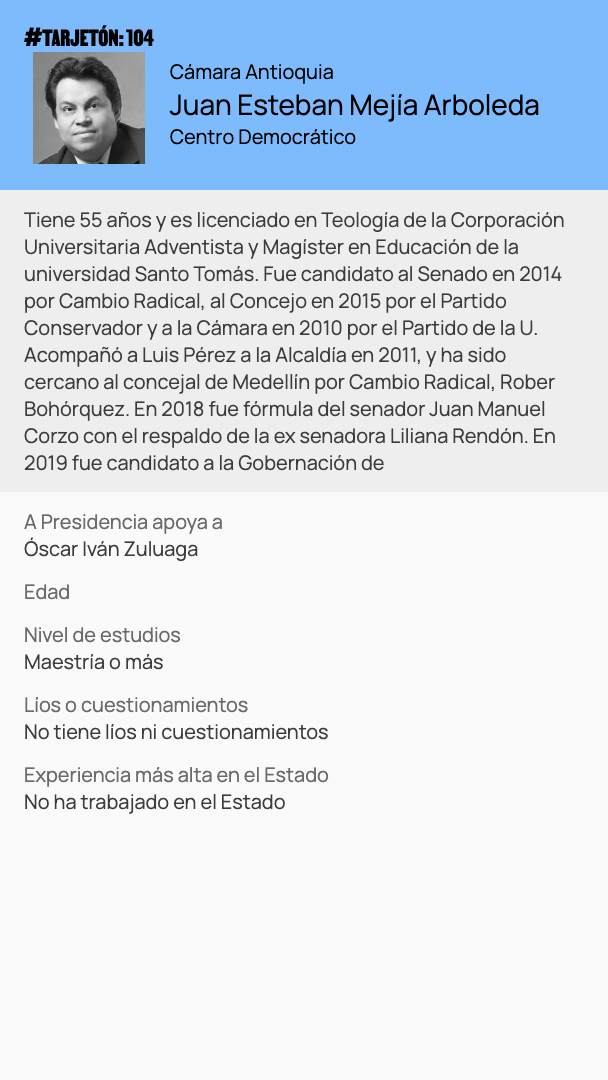 #TARJETÓN: 104
Cámara Antioquia
Juan Esteban Mejía Arboleda
Centro Democrático
Tiene 55 años y es licenciado en Teología de la Corporación
Universitaria Adventista y Magíster en Educación de la
universidad Santo Tomás. Fue candidato al Senado en 2014
por Cambio Radical, al Concejo en 2015 por el Partido
Conservador y a la Cámara en 2010 por el Partido de la U.
Acompañó a Luis Pérez a la Alcaldía en 2011, y ha sido
cercano al concejal de Medellín por Cambio Radical, Rober
Bohórquez. En 2018 fue fórmula del senador Juan Manuel
Corzo con el respaldo de la ex senadora Liliana Rendón. En
2019 fue candidato a la Gobernación de
A Presidencia apoya a
Óscar Iván Zuluaga
Edad
Nivel de estudios
Maestría o más
Líos o cuestionamientos
No tiene líos ni cuestionamientos
Experiencia más alta en el Estado
No ha trabajado en el Estado